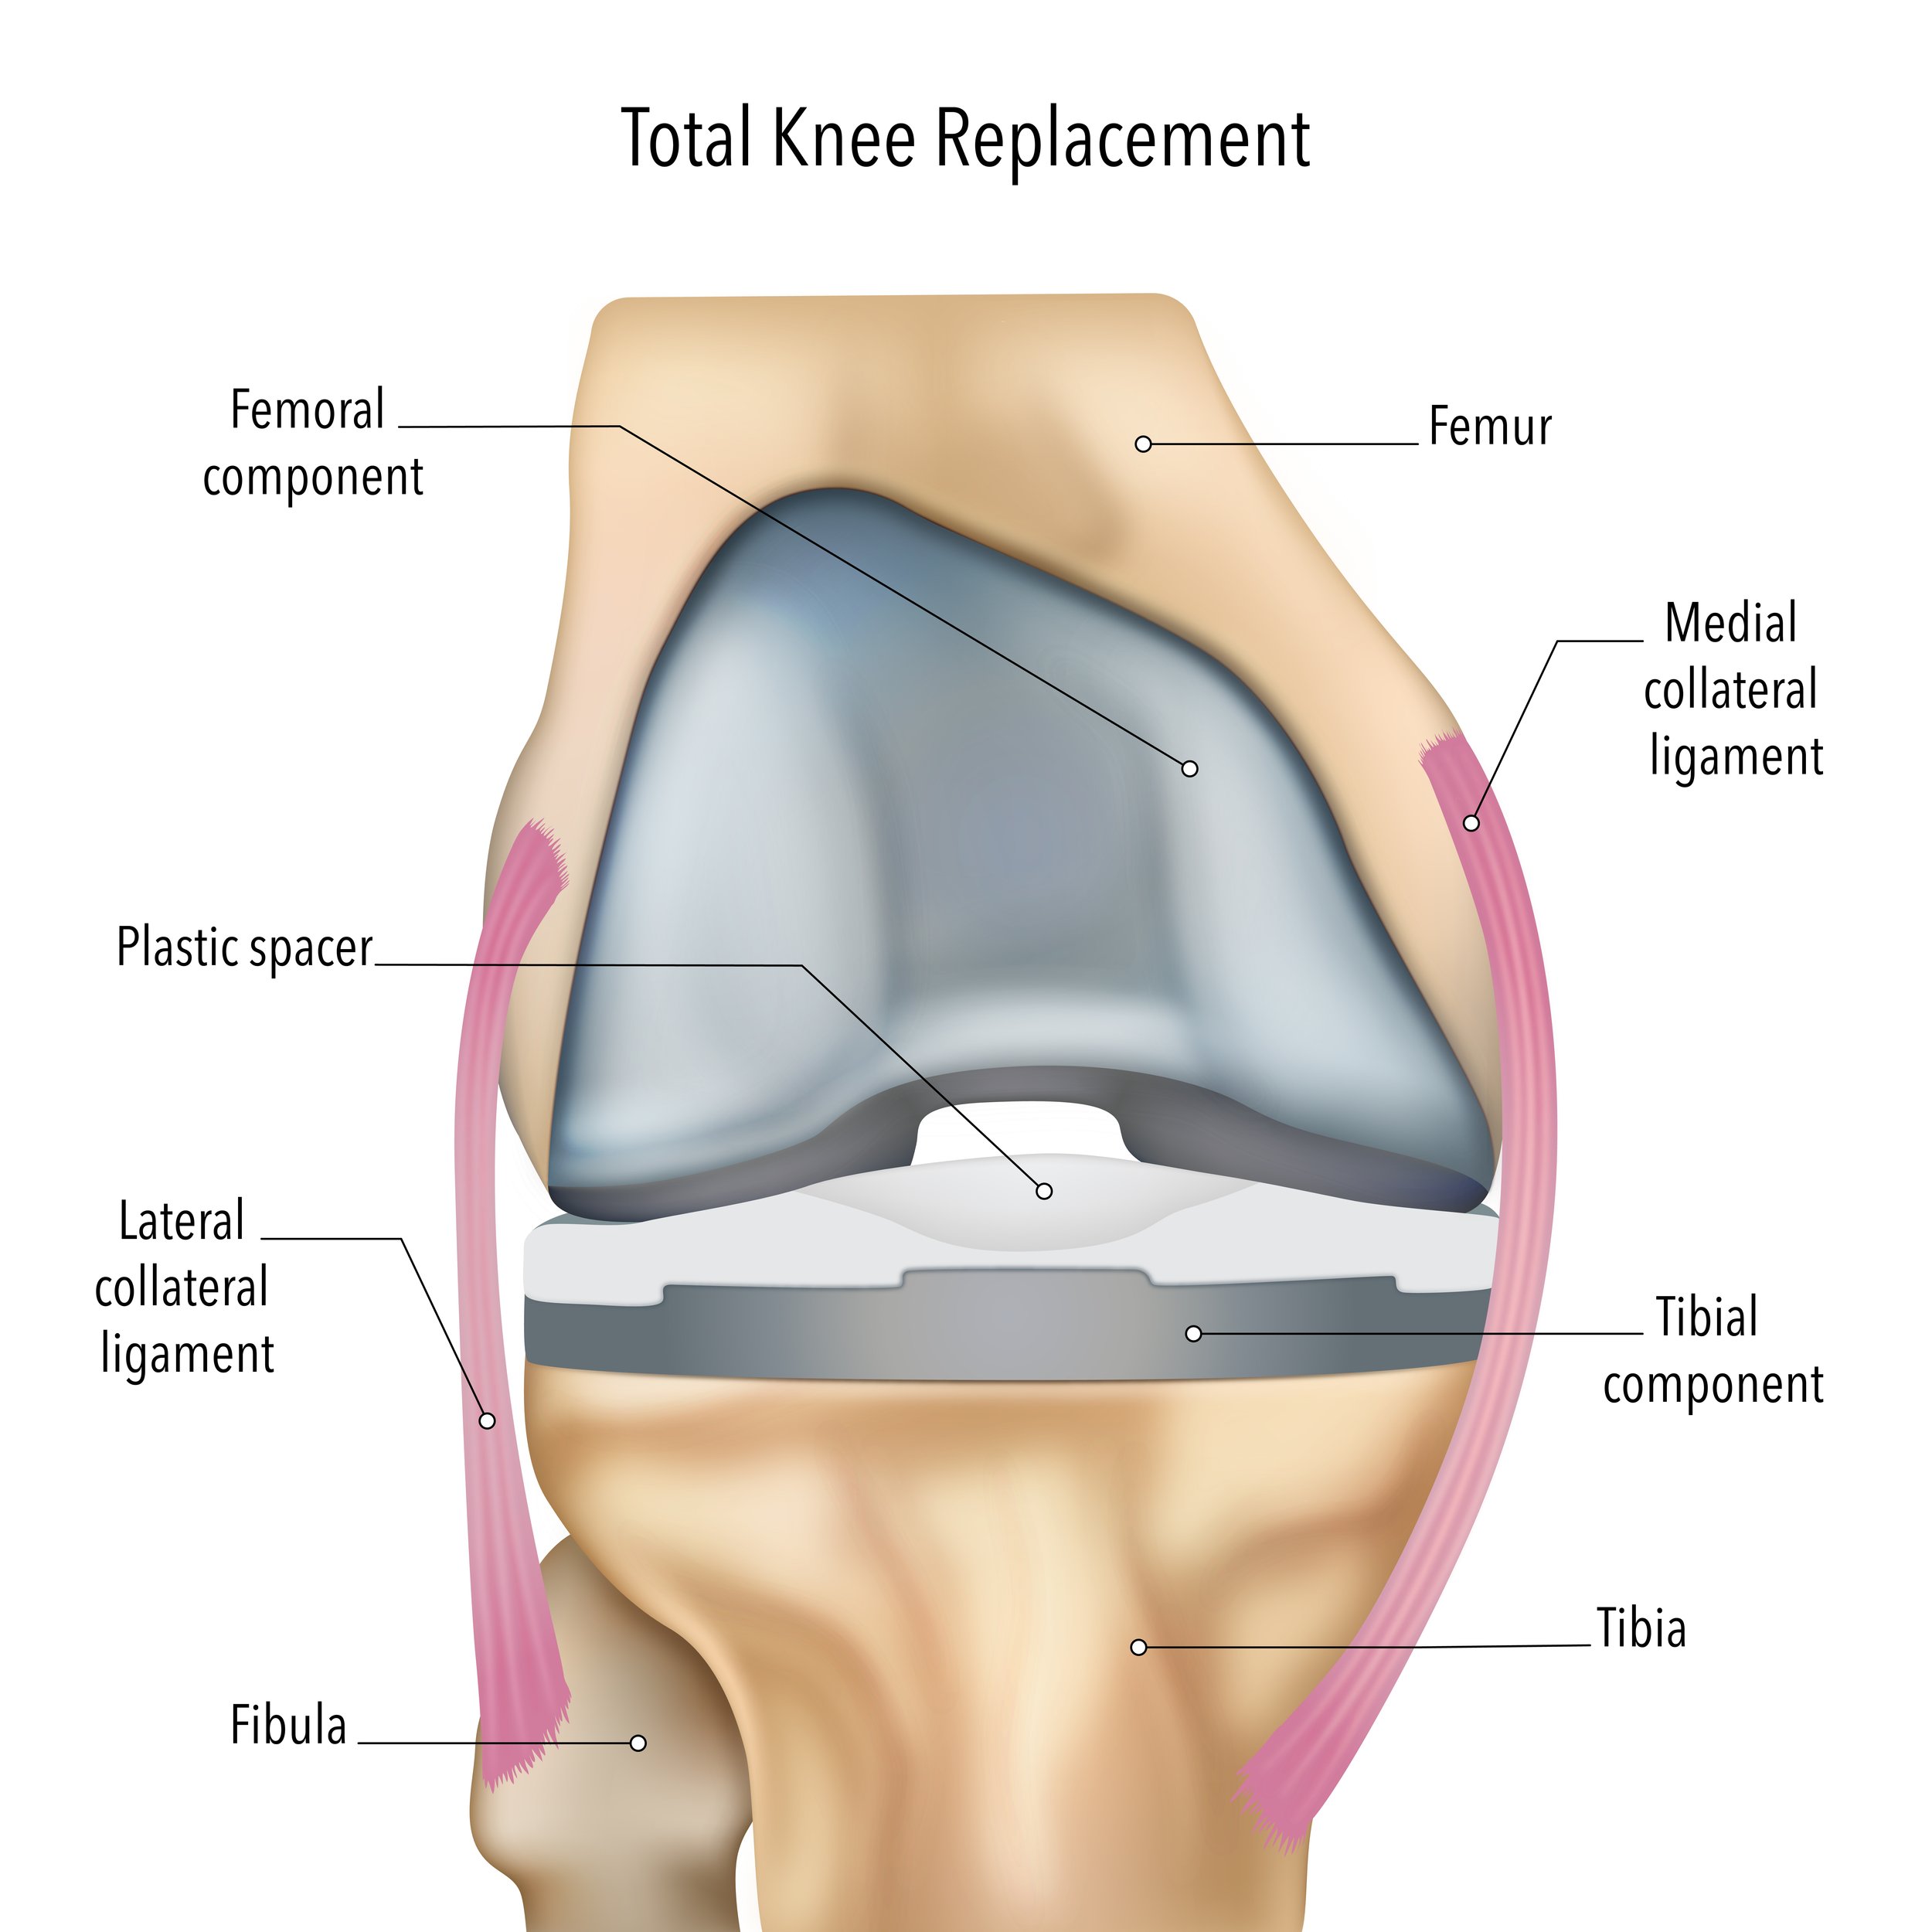 Total Knee Replacement
Femoral
component
Femur
Medial
collateral
ligament
Plastic spacer
Lateral
collateral
ligament
Tibial
component
Tibia
Fibula